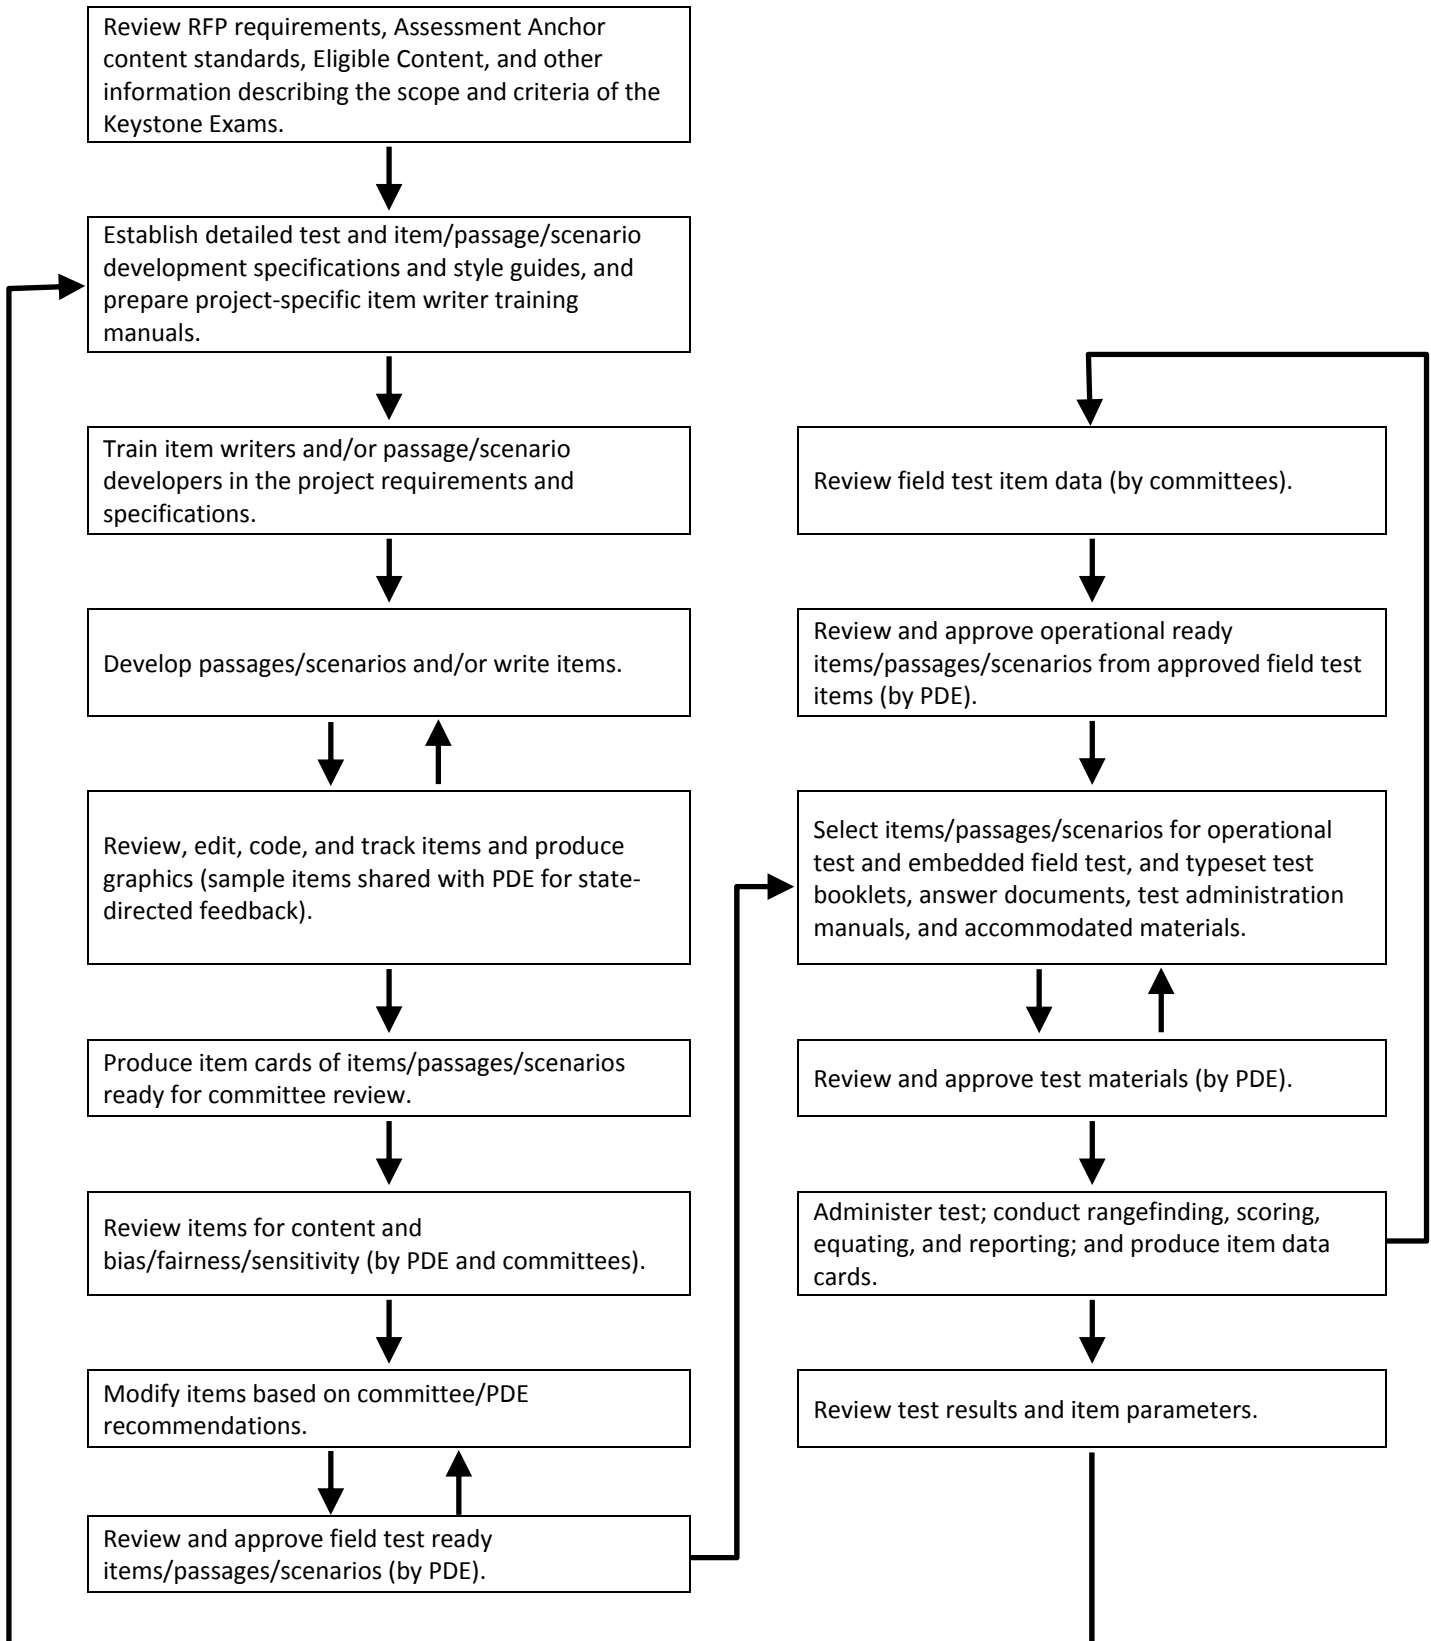 Review RFP requirements, Assessment Anchor
content standards, Eligible Content, and other
information describing the scope and criteria of the
Keystone Exams.
Establish detailed test and item/passage/scenario
development specifications and style guides, and
prepare project-specific item writer training
manuals.
Train item writers and/or passage/scenario
developers in the project requirements and
specifications.
Develop passages/scenarios and/or write items.
Review, edit, code, and track items and produce
graphics (sample items shared with PDE for state-
directed feedback).
Produce item cards of items/passages/scenarios
ready for committee review.
Review items for content and
bias/fairness/sensitivity (by PDE and committees).
Modify items based on committee/PDE
recommendations.
Review and approve field test ready
items/passages/scenarios (by PDE).
Review field test item data (by committees).
Review and approve operational ready
items/passages/scenarios from approved field test
items (by PDE).
Select items/passages/scenarios for operational
test and embedded field test, and typeset test
booklets, answer documents, test administration
manuals, and accommodated materials.
Review and approve test materials (by PDE).
Administer test; conduct rangefinding, scoring,
equating, and reporting; and produce item data
cards.
Review test results and item parameters.